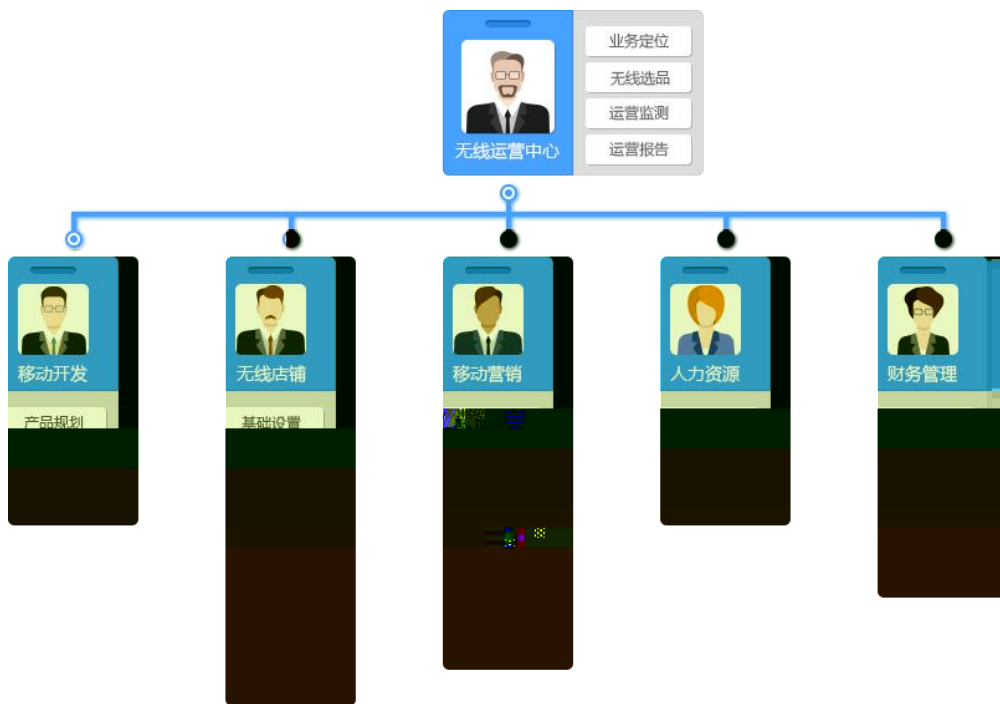 无线运营中心
业务定位
无线选品
运营监测
运营报告
移动开发
无线店铺
移动营销
人力资源
财务管理
产品规划
基础设置